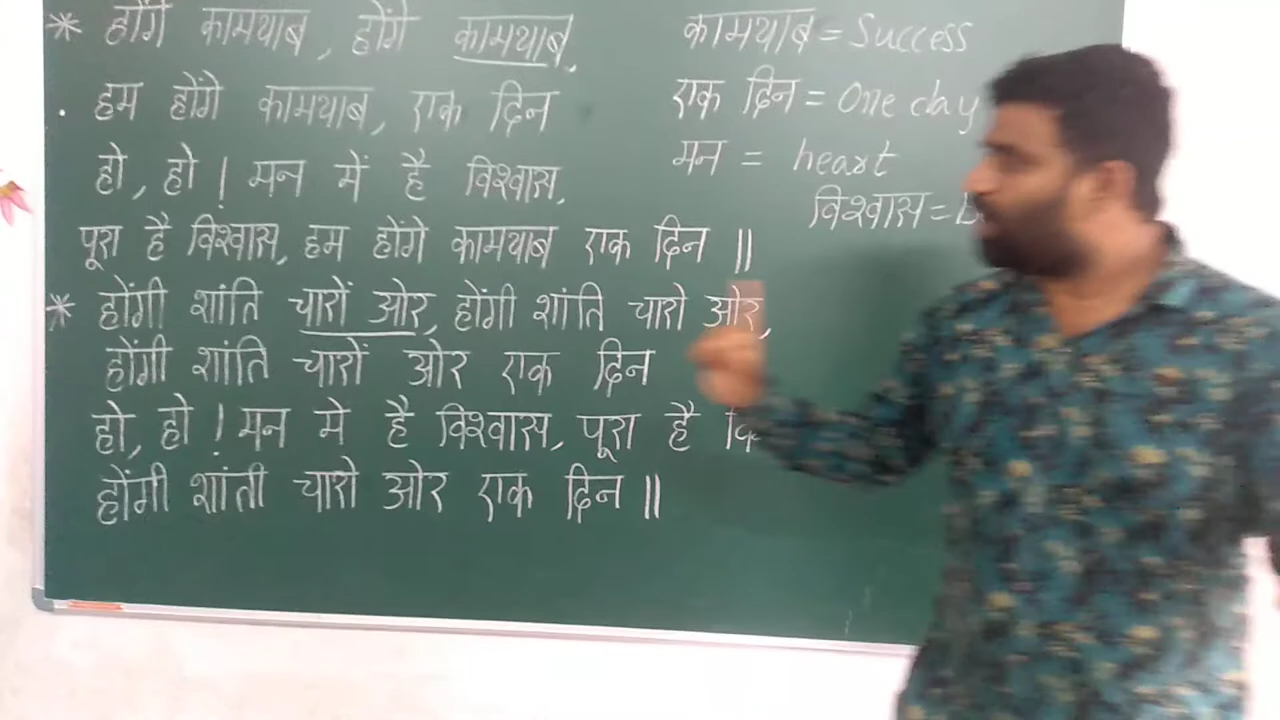 * होंगे कामयाब, होंगे कामयाब,
. हम होंगे कामयाब, एक दिन
हो, हो ! मन में है विश्वास,
पूरा है विश्वास, हम होंगे कामयाब एक दिन ||
* होंगी शांति चारों ओर, होंगी शांति चारो ओर,
होंगी शांति चारों ओर एक दिन
हो, हो ! मन मे है विश्वास, पूरा है
होंगी शांती चारो ओर एक दिन ||
कामयाब = Success
एक दिन = One day
मन = heart
विश्वास =